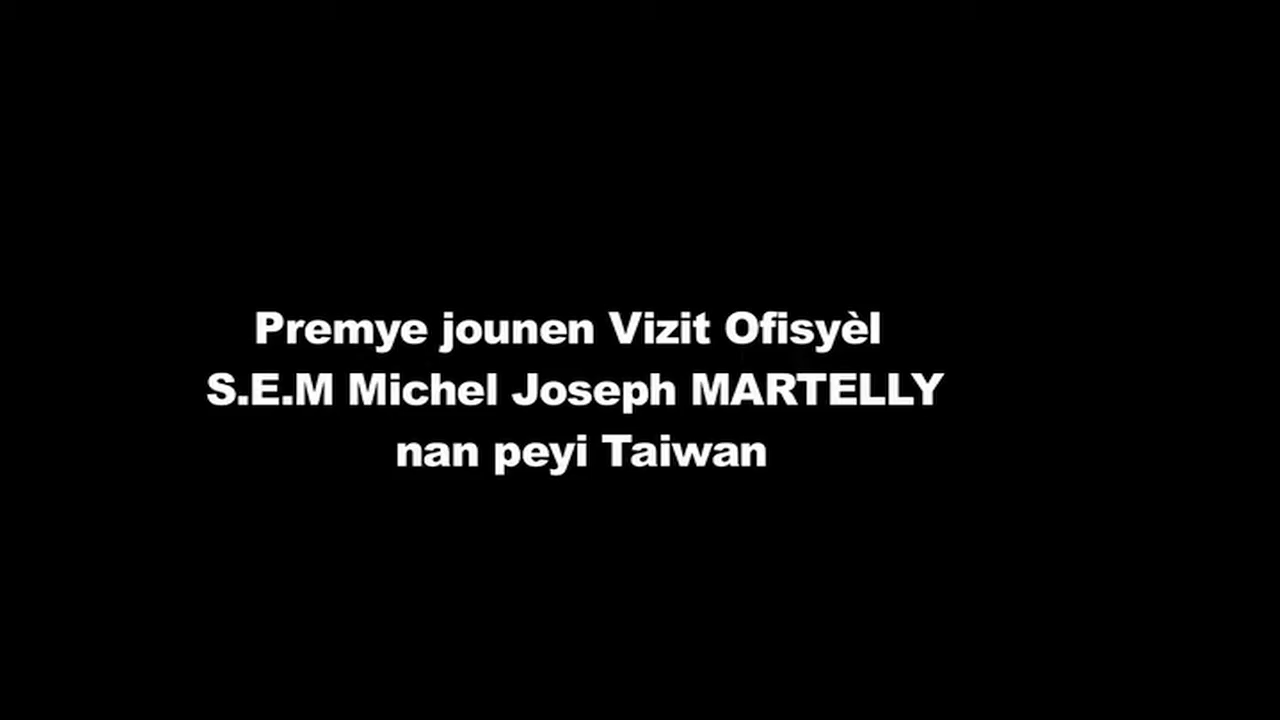 Premye jounen Vizit Ofisyèl
S.E.M Michel Joseph MARTELLY
nan peyi Taiwan